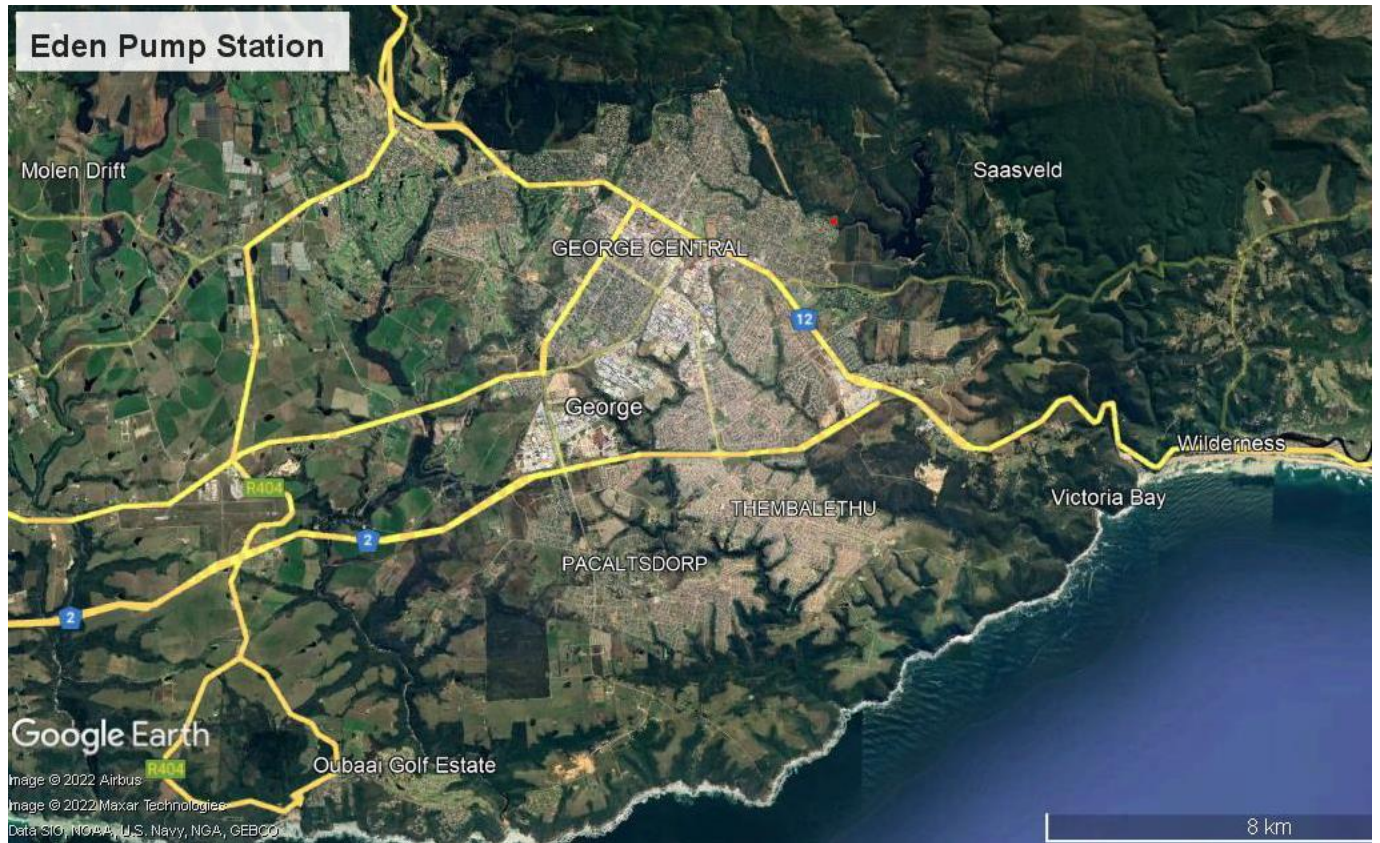 Eden Pump Station
Molen Drift
Saasveld
GEORGE CENTRAL
12
George
Wilderness
R404
Victoria Bay
THEMBALETHU
2
PACALTSDORP
2
Google Earth
Oubaai Golf Estate
R404
Image © 2022 Airbus
Image © 2022 Maxar Technologies
Data SIO, NOAA, U.S. Navy, NGA, GEBCO
8 km